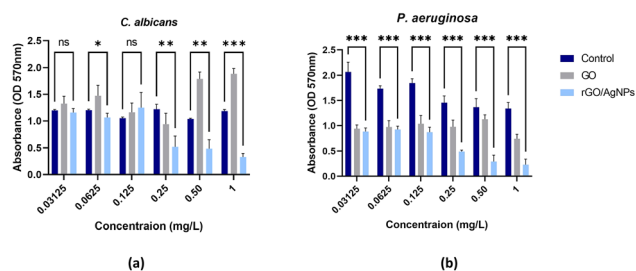 C. albicans
ns * ns ** ** ***
Absorbance (OD 570nm)
2.5
2.0
1.5
1.0
0.5
0.0
0.03125 0.0625 0.125 0.25 0.50 1
Concentraion (mg/L)
(a)
P. aeruginosa
*** *** *** *** *** ***
Absorbance (OD 570nm)
2.5
2.0
1.5
1.0
0.5
0.0
0.03125 0.0625 0.125 0.25 0.50 1
Concentraion (mg/L)
(b)
Control
GO
rGO/AgNPs